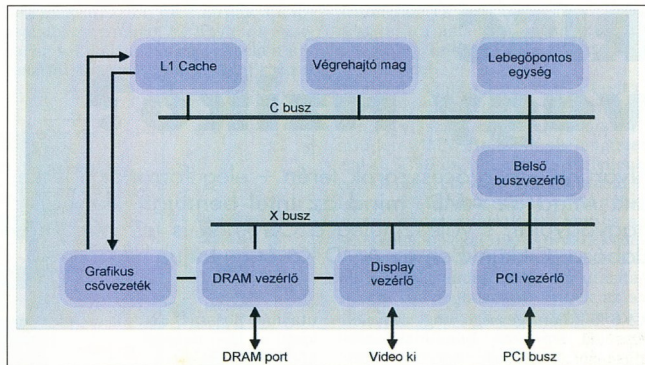 L1 Cache
Végrehajtó mag
Lebegőpontos
egység
C busz
Belső
buszvezérlő
X busz
Grafikus
csővezeték
DRAM vezérlő
Display
vezérlő
PCI vezérlő
DRAM port
Video ki
PCI busz